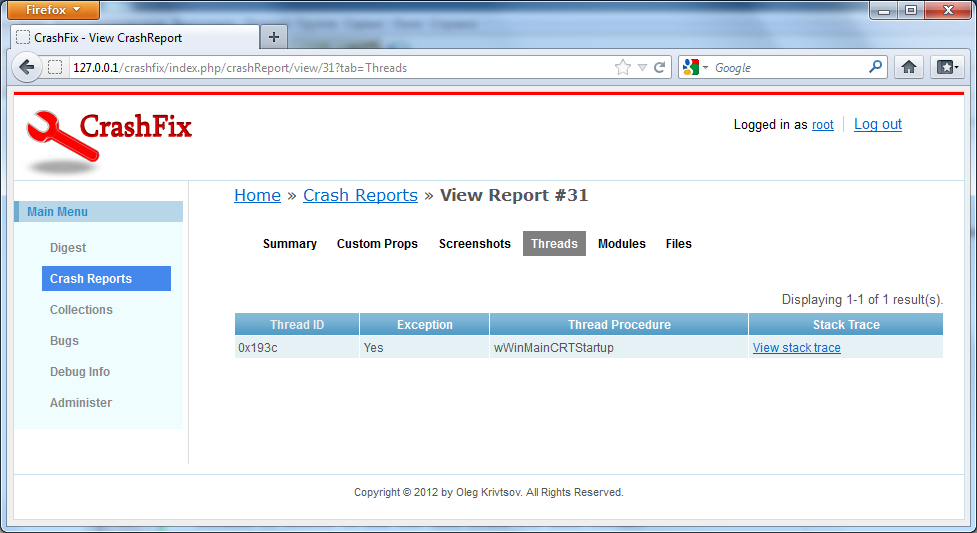 Firefox
CrashFix - View CrashReport
127.0.0.1/crashfix/index.php/crashReport/view/31?tab=Threads
Google
CrashFix
Logged in as root
Log out
Main Menu
Digest
Crash Reports
Collections
Bugs
Debug Info
Administer
Home » Crash Reports » View Report #31
Summary Custom Props Screenshots Threads Modules Files
Displaying 1-1 of 1 result(s).
Thread ID Exception Thread Procedure Stack Trace
0x193c Yes wWinMainCRTStartup View stack trace
Copyright © 2012 by Oleg Krivtsov. All Rights Reserved.